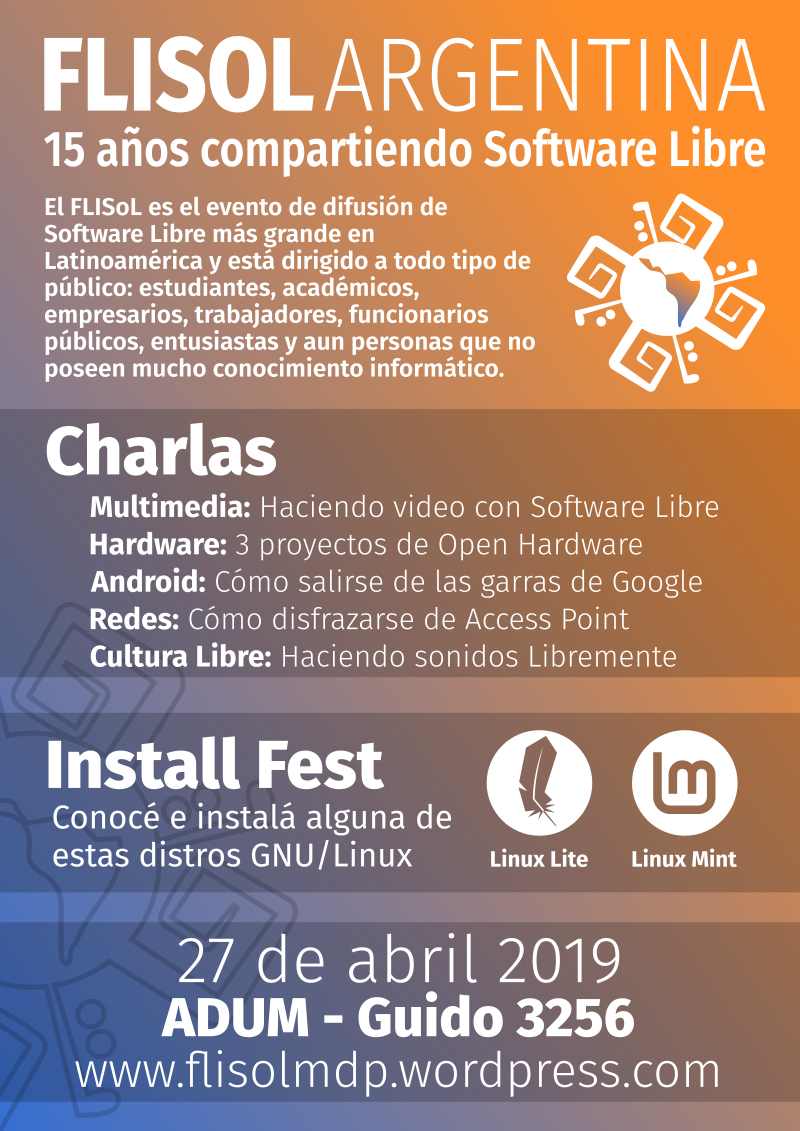 FLISOL ARGENTINA
15 años compartiendo Software Libre
El FLISoL es el evento de difusión de
Software Libre más grande en
Latinoamérica y está dirigido a todo tipo de
público: estudiantes, académicos,
empresarios, trabajadores, funcionarios
públicos, entusiastas y aun personas que no
poseen mucho conocimiento informático.
Charlas
Multimedia: Haciendo video con Software Libre
Hardware: 3 proyectos de Open Hardware
Android: Cómo salirse de las garras de Google
Redes: Cómo disfrazarse de Access Point
Cultura Libre: Haciendo sonidos Libremente
Install Fest
Conocé e instalá alguna de
estas distros GNU/Linux
lm
Linux Lite
Linux Mint
27 de abril 2019
ADUM - Guido 3256
www.flisolmdp.wordpress.com